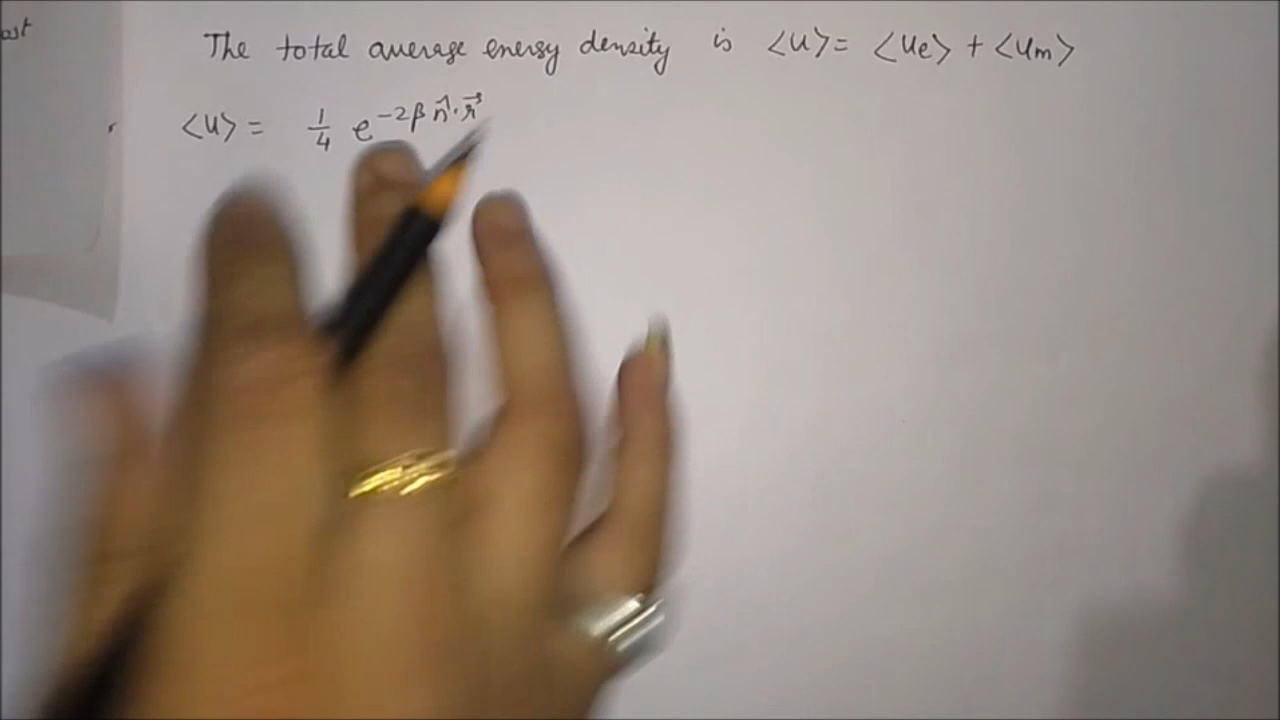 The total average energy density is <u> = <ue> + <um>
<u> = 1/4 e^{-2β n̂·r⃗}